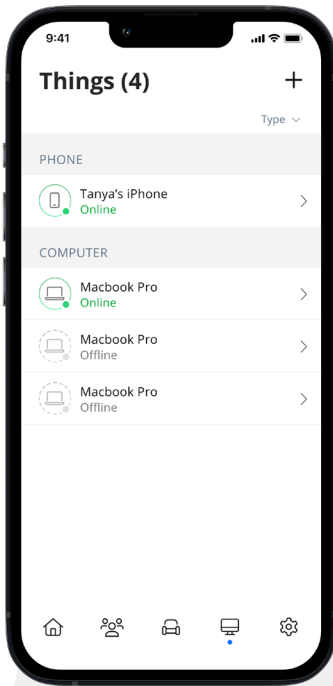 9:41
Things (4)
Type
PHONE
Tanya's iPhone
Online
COMPUTER
Macbook Pro
Online
Macbook Pro
Offline
Macbook Pro
Offline